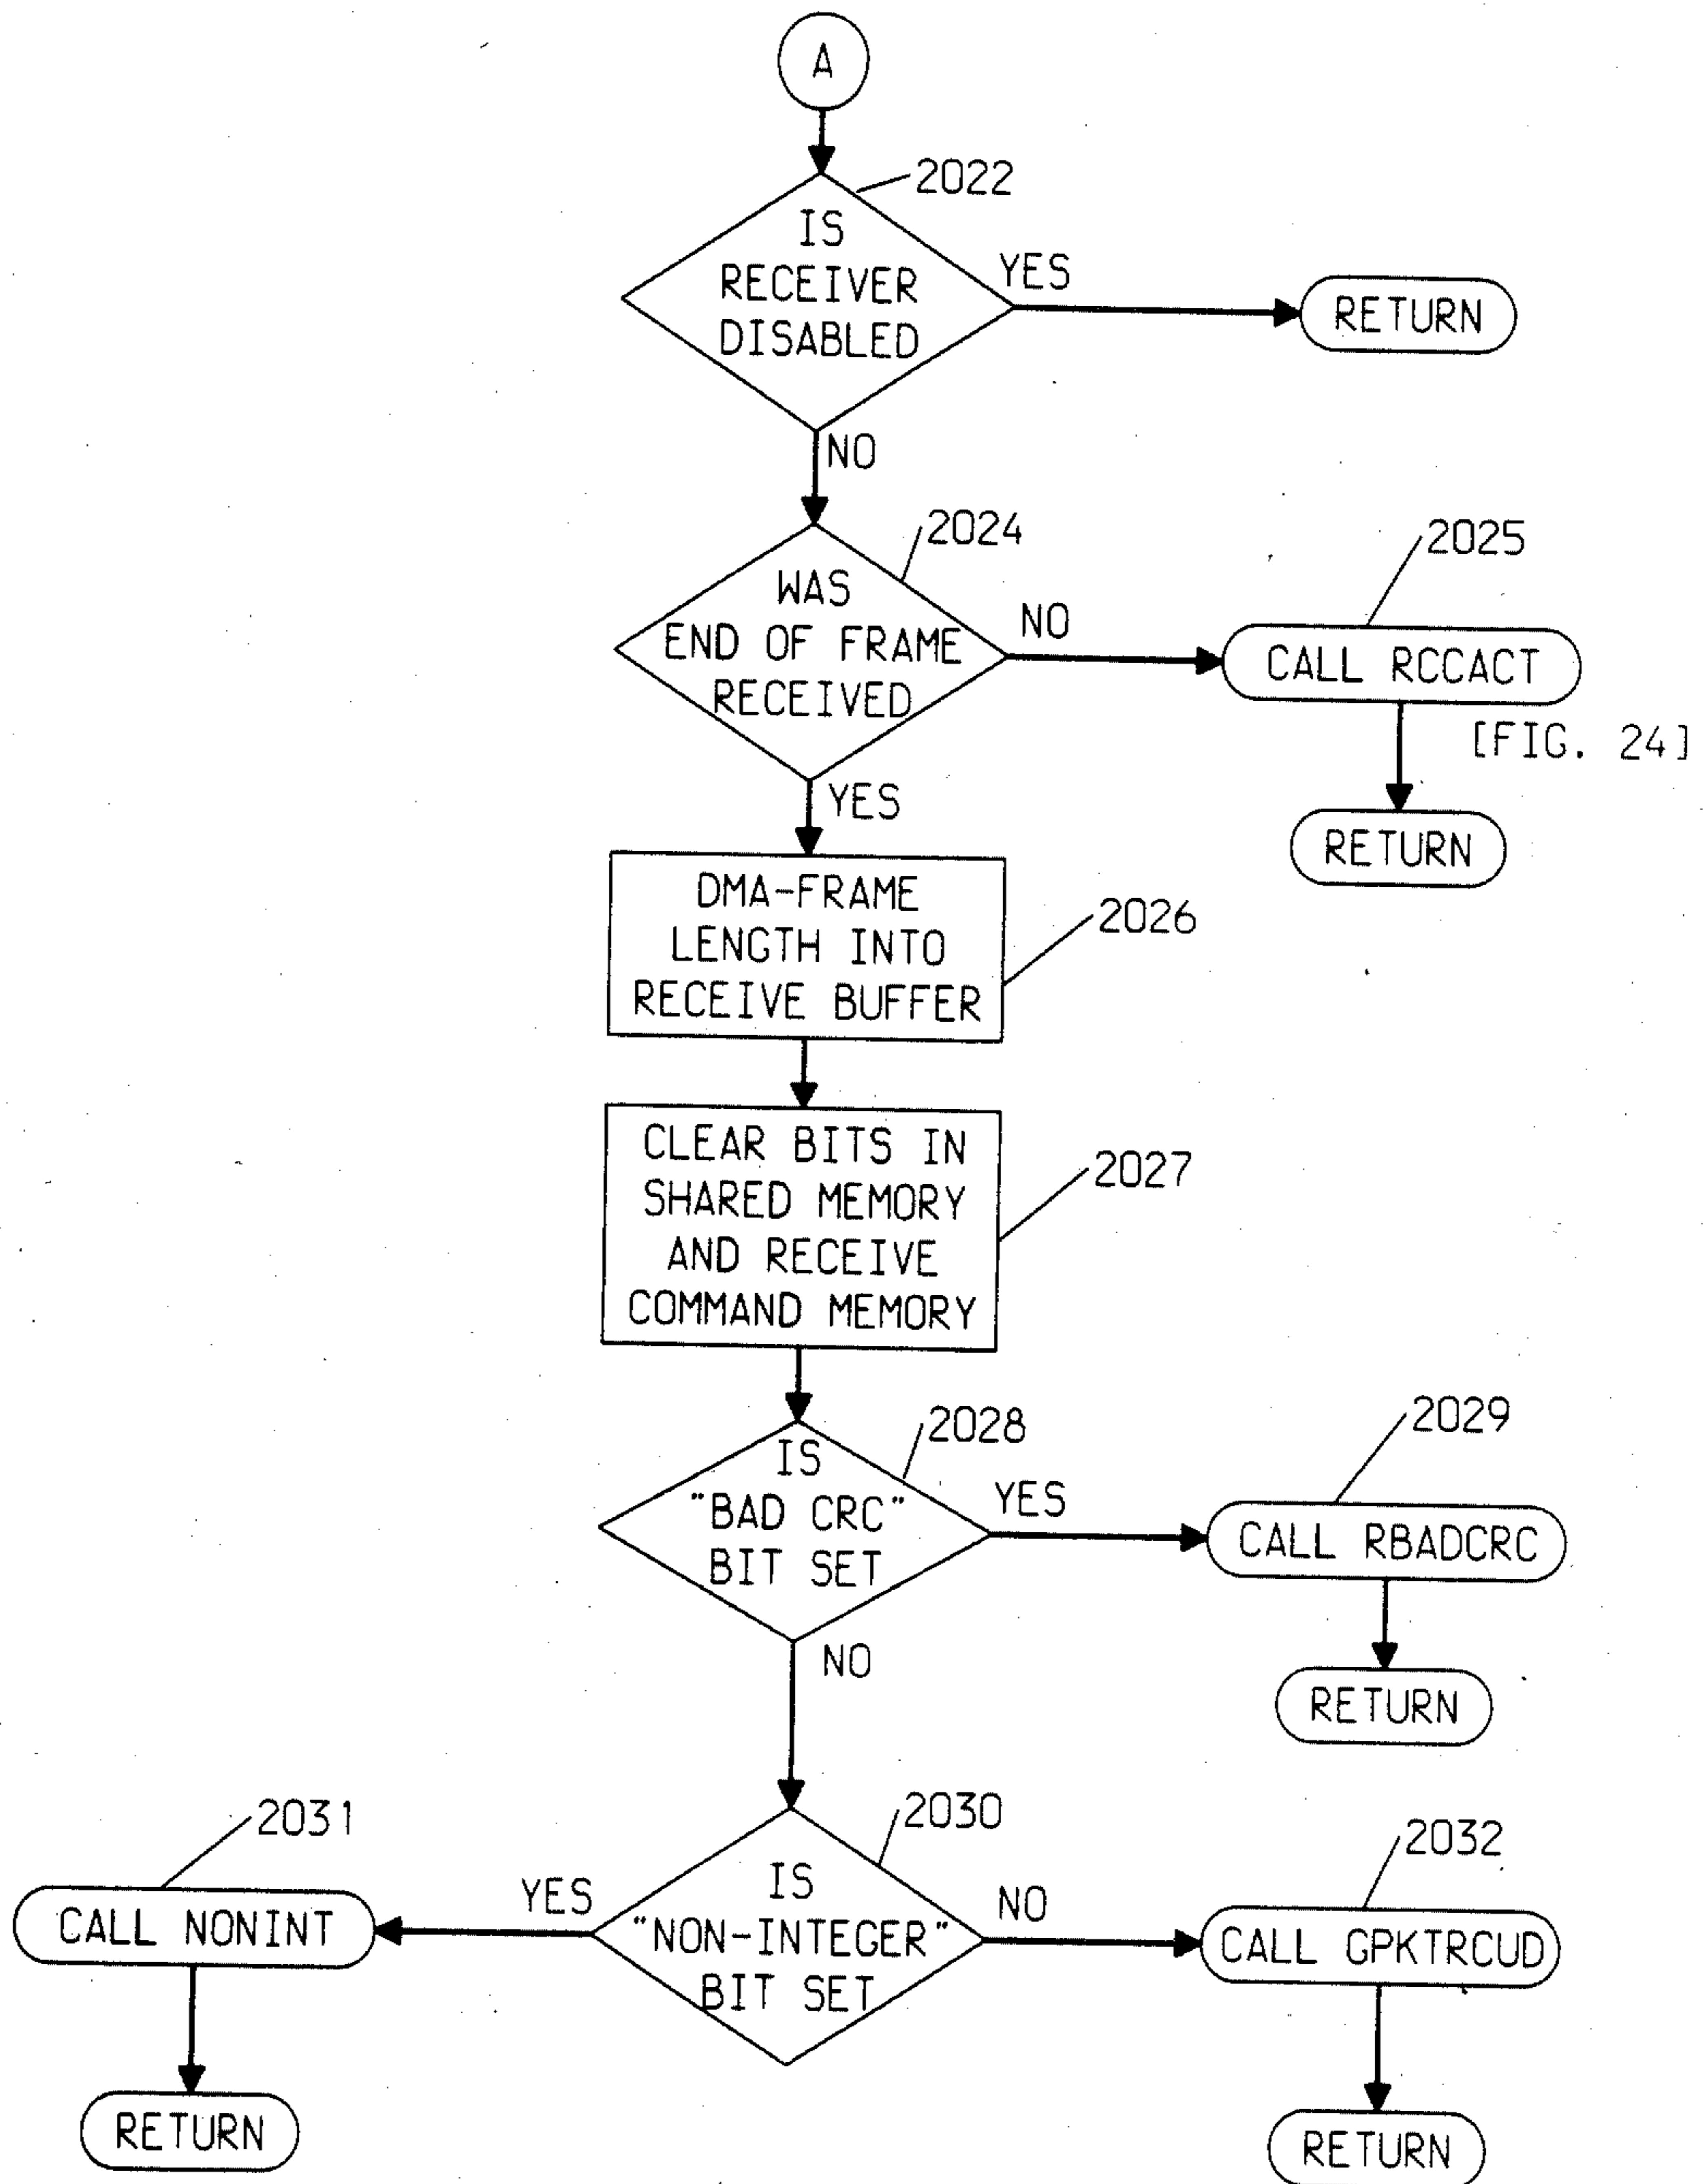 A
2022
IS
RECEIVER
DISABLED
YES
RETURN
NO
2024
WAS
END OF FRAME
RECEIVED
NO
2025
CALL RCCACT
[FIG. 24]
RETURN
YES
DMA-FRAME
LENGTH INTO
RECEIVE BUFFER
2026
CLEAR BITS IN
SHARED MEMORY
AND RECEIVE
COMMAND MEMORY
2027
2028
IS
"BAD CRC"
BIT SET
YES
2029
CALL RBADCRC
RETURN
NO
2030
IS
"NON-INTEGER"
BIT SET
YES
2031
CALL NONINT
RETURN
NO
2032
CALL GPKTRCUD
RETURN